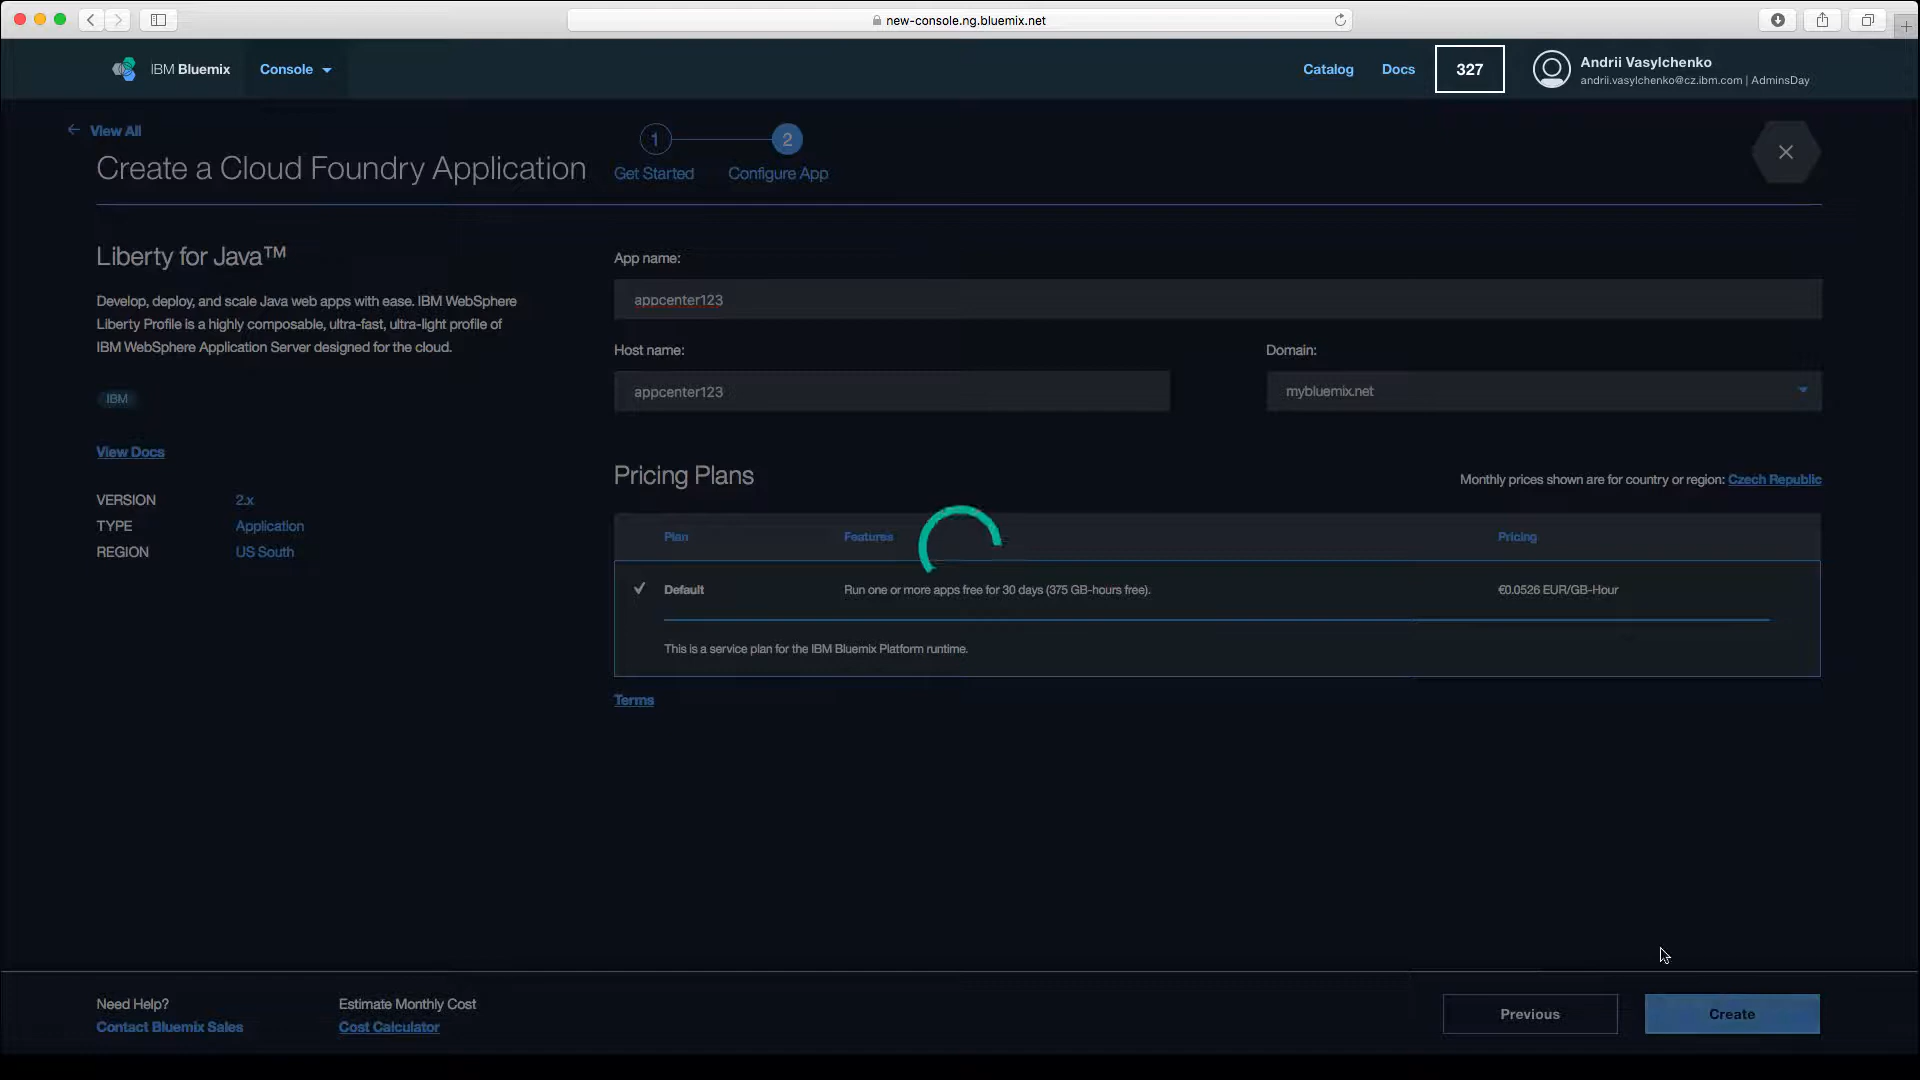 new-console.ng.bluemix.net
IBM Bluemix
Console
Catalog
Docs
327
Andrii Vasylchenko
andrii.vasylchenko@cz.ibm.com | AdminsDay
View All
Create a Cloud Foundry Application
1
2
Get Started
Configure App
Liberty for Java™
Develop, deploy, and scale Java web apps with ease. IBM WebSphere
Liberty Profile is a highly composable, ultra-fast, ultra-light profile of
IBM WebSphere Application Server designed for the cloud.
IBM
View Docs
VERSION 2.x
TYPE Application
REGION US South
App name:
appcenter123
Host name:
appcenter123
Domain:
mybluemix.net
Pricing Plans
Monthly prices shown are for country or region: Czech Republic
Plan Features Pricing
Default Run one or more apps free for 30 days (375 GB-hours free). €0.0526 EUR/GB-Hour
This is a service plan for the IBM Bluemix Platform runtime.
Terms
Need Help?
Contact Bluemix Sales
Estimate Monthly Cost
Cost Calculator
Previous
Create